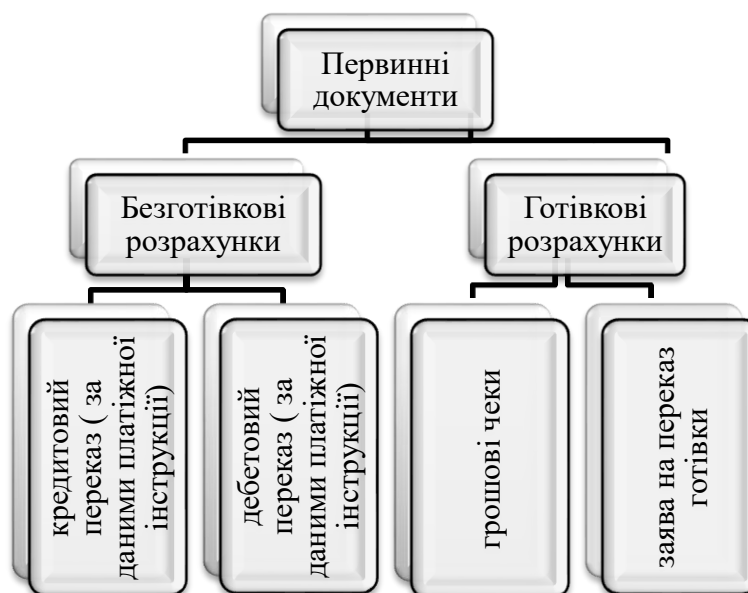 Первинні
документи
Безготівкові
розрахунки
Готівкові
розрахунки
кредитовий
переказ ( за
даними платіжної
інструкції)
дебетовий
переказ ( за
даними платіжної
інструкції)
грошові чеки
заява на переказ
готівки